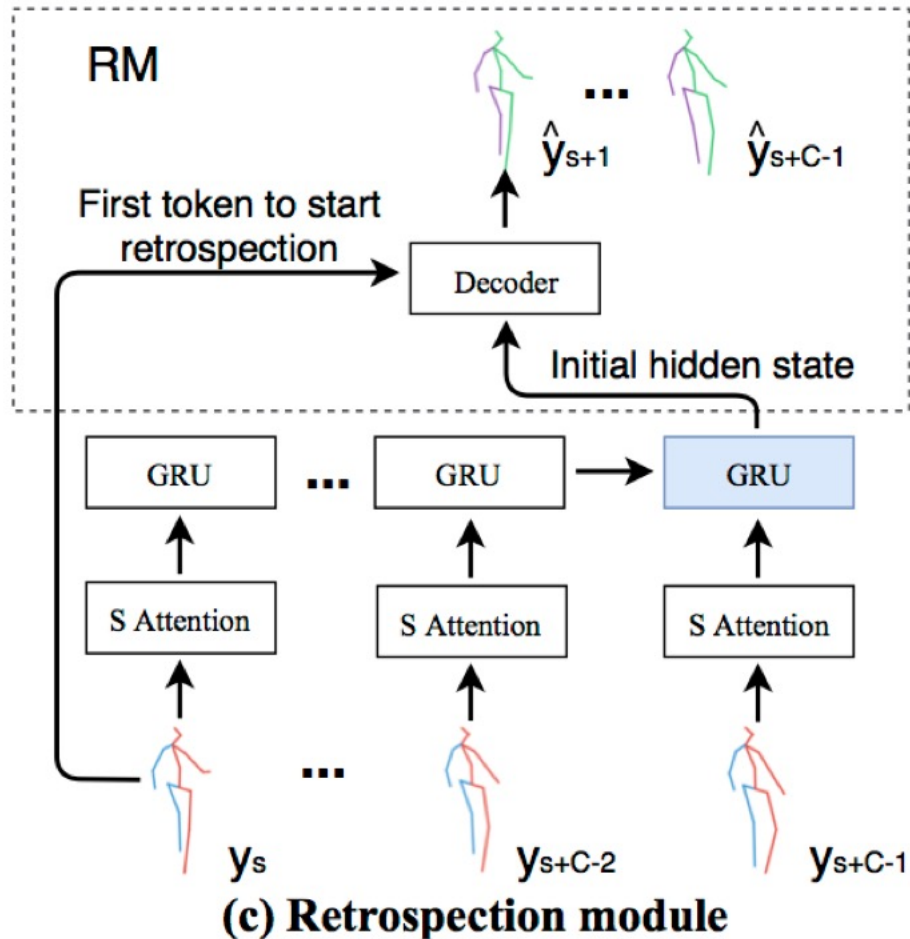 RM
ŷs+1
...
ŷs+C-1
First token to start
retrospection
Decoder
Initial hidden state
GRU
...
GRU
GRU
S Attention
S Attention
S Attention
...
ys
ys+C-2
ys+C-1
(c) Retrospection module